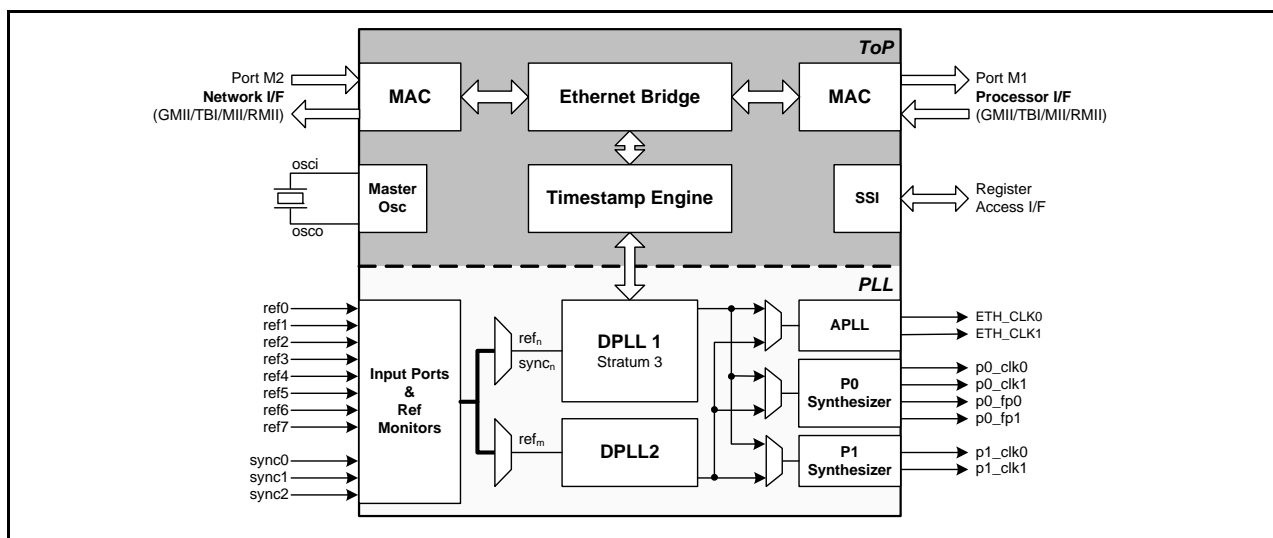 ToP
Port M2
Network I/F
(GMII/TBI/MII/RMII)
MAC
Ethernet Bridge
MAC
Port M1
Processor I/F
(GMII/TBI/MII/RMII)
osci
osco
Master
Osc
Timestamp Engine
SSI
Register
Access I/F
PLL
ref0
ref1
ref2
ref3
ref4
ref5
ref6
ref7
sync0
sync1
sync2
Input Ports
&
Ref
Monitors
refn
syncn
refm
DPLL 1
Stratum 3
DPLL2
APLL
P0
Synthesizer
P1
Synthesizer
ETH_CLK0
ETH_CLK1
p0_clk0
p0_clk1
p0_fp0
p0_fp1
p1_clk0
p1_clk1